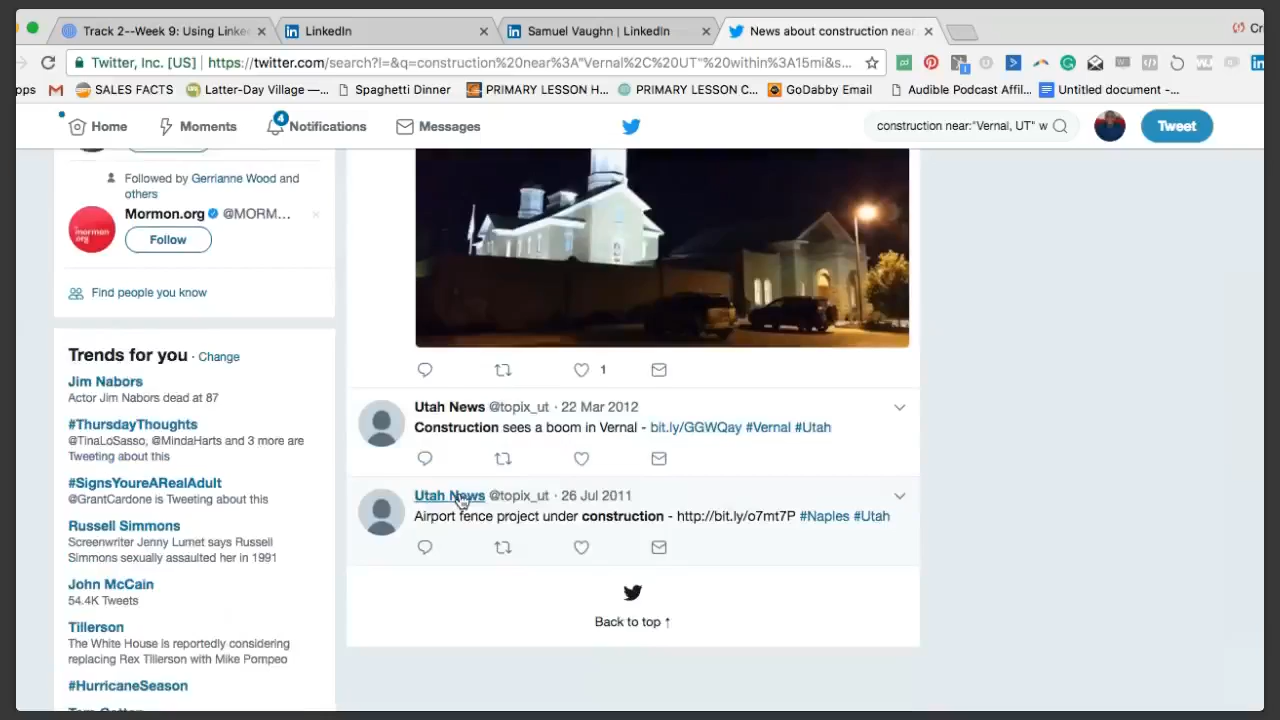 Track 2--Week 9: Using Linke
LinkedIn
Samuel Vaughn | LinkedIn
News about construction near
Twitter, Inc. [US]
https://twitter.com/search?l=&q=construction%20near%3A"Vernal%2C%20UT"%20within%3A15mi&s...
pps
SALES FACTS
Latter-Day Village —...
Spaghetti Dinner
PRIMARY LESSON H...
PRIMARY LESSON C...
GoDabby Email
Audible Podcast Affil...
Untitled document -...
Home
Moments
4
Notifications
Messages
construction near:"Vernal, UT" w
Tweet
Followed by Gerrianne Wood and
others
Mormon.org @MORM...
mormon
org
Follow
Find people you know
Trends for you · Change
Jim Nabors
Actor Jim Nabors dead at 87
#ThursdayThoughts
@TinaLoSasso, @MindaHarts and 3 more are
Tweeting about this
#SignsYoureARealAdult
@GrantCardone is Tweeting about this
Russell Simmons
Screenwriter Jenny Lumet says Russell
Simmons sexually assaulted her in 1991
John McCain
54.4K Tweets
Tillerson
The White House is reportedly considering
replacing Rex Tillerson with Mike Pompeo
#HurricaneSeason
1
Utah News @topix_ut · 22 Mar 2012
Construction sees a boom in Vernal - bit.ly/GGWQay #Vernal #Utah
Utah News @topix_ut · 26 Jul 2011
Airport fence project under construction - http://bit.ly/o7mt7P #Naples #Utah
Back to top ↑